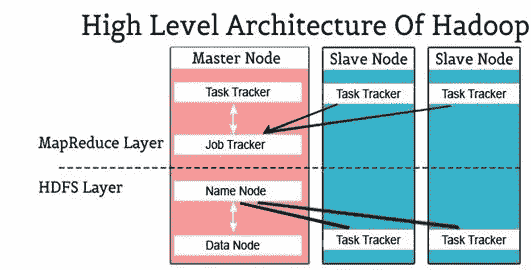 High Level Architecture Of Hadoop
Master Node
Slave Node
Slave Node
Task Tracker
Task Tracker
Task Tracker
MapReduce Layer
Job Tracker
HDFS Layer
Name Node
Data Node
Task Tracker
Task Tracker